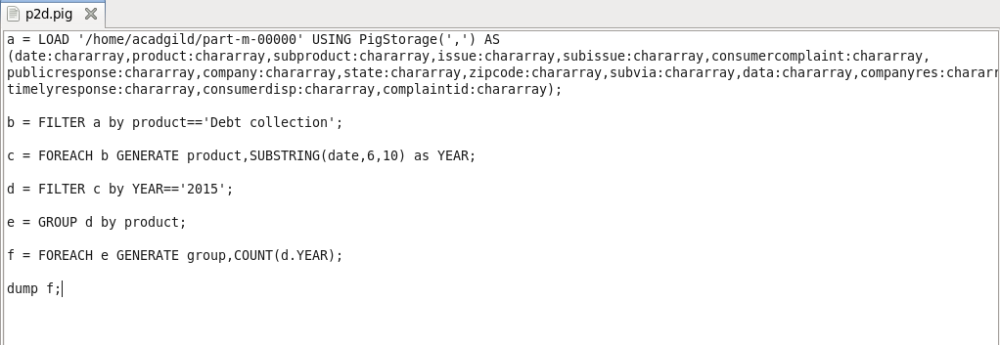 p2d.pig
a = LOAD '/home/acadgild/part-m-00000' USING PigStorage(',') AS
(date:chararray,product:chararray,subproduct:chararray,issue:chararray,subissue:chararray,consumercomplaint:chararray,
publicresponse:chararray,company:chararray,state:chararray,zipcode:chararray,subvia:chararray,data:chararray,companyres:charar
timelyresponse:chararray,consumerdisp:chararray,complaintid:chararray);
b = FILTER a by product=='Debt collection';
c = FOREACH b GENERATE product,SUBSTRING(date,6,10) as YEAR;
d = FILTER c by YEAR=='2015';
e = GROUP d by product;
f = FOREACH e GENERATE group,COUNT(d.YEAR);
dump f;